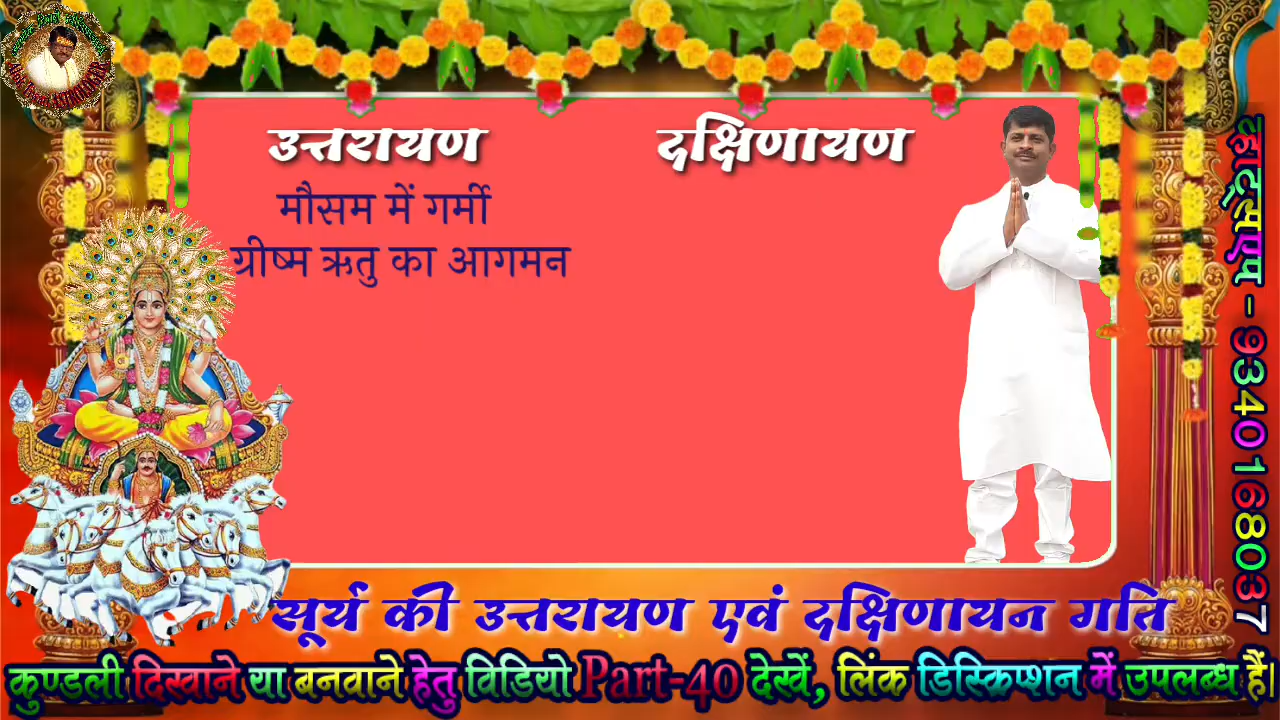 उत्तरायण
दक्षिणायण
मौसम में गर्मी
ग्रीष्म ऋतु का आगमन
सूर्य की उत्तरायण एवं दक्षिणायन गति
कुण्डली दिखाने या बनवाने हेतु विडियो Part-40 देखें, लिंक डिस्क्रिप्शन में उपलब्ध हैं।
व्हाट्सएप - 9340168037